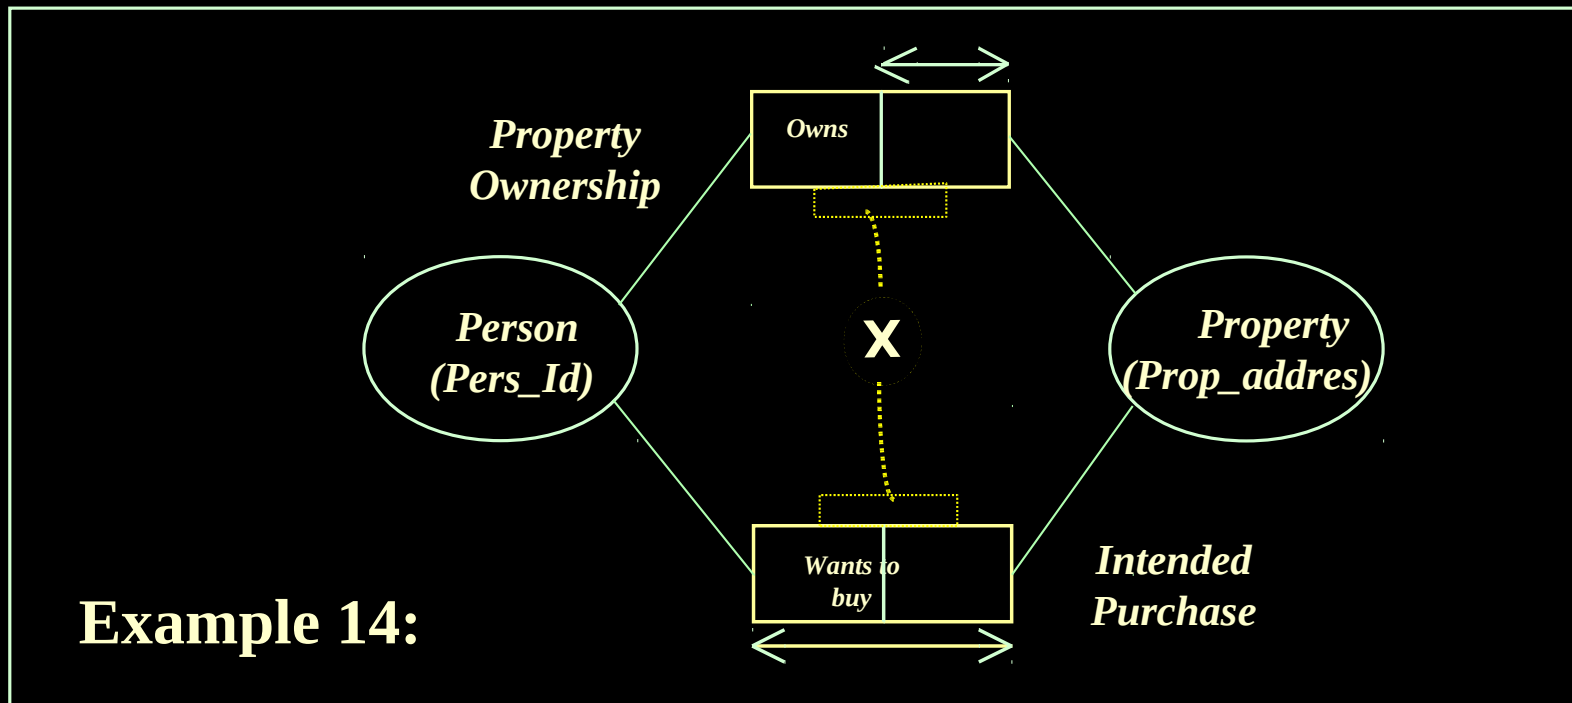 Owns
Property
Ownership
Person
(Pers_Id)
X
Property
(Prop_addres)
Wants to
buy
Intended
Purchase
Example 14: